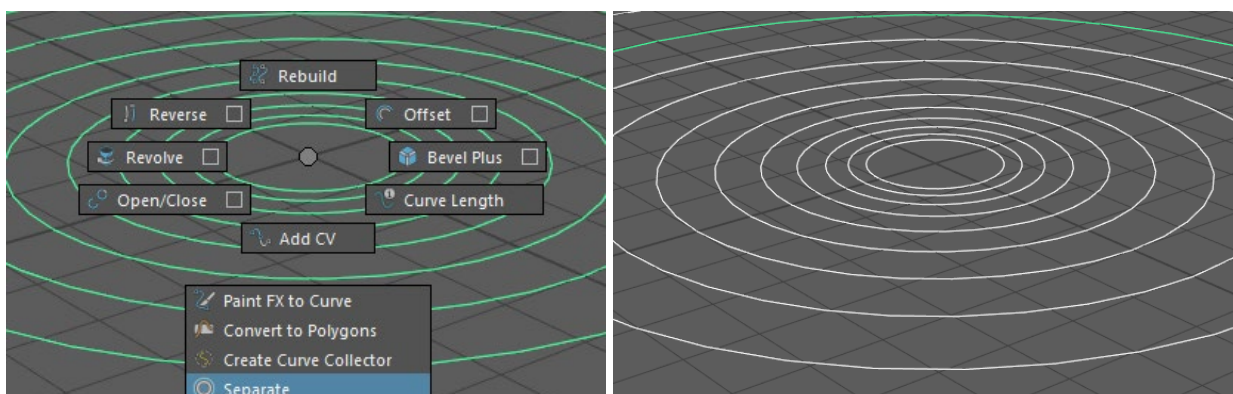 Rebuild
Reverse
Offset
Revolve
Bevel Plus
Open/Close
Curve Length
Add CV
Paint FX to Curve
Convert to Polygons
Create Curve Collector
Separate